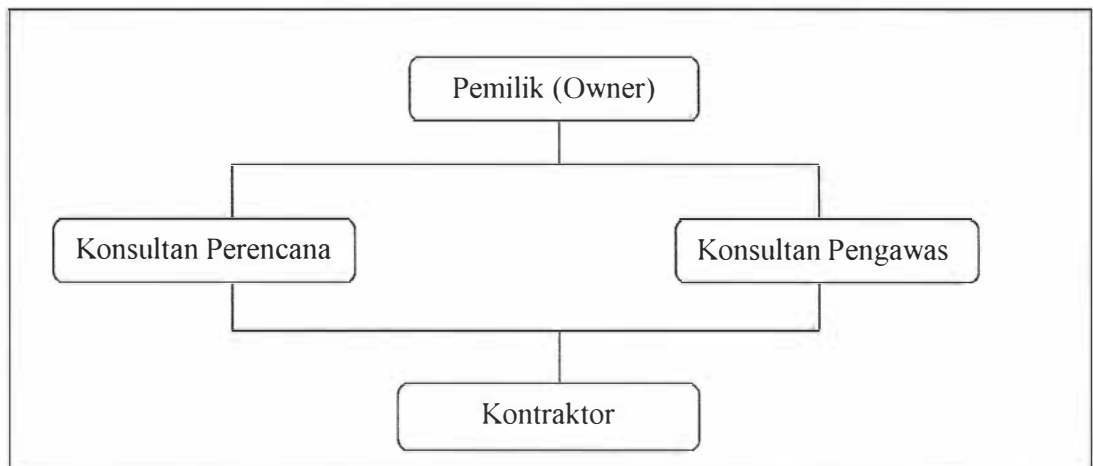 Pemilik (Owner)
Konsultan Perencana
Konsultan Pengawas
Kontraktor